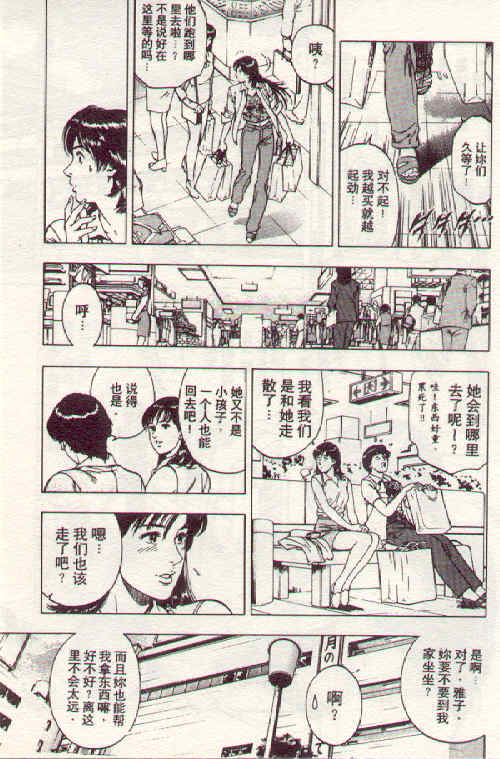 让妳们
久等了！
对不起！
我越买就越
起劲…
咦？
他们跑到哪
里去啦…？
不是说好在
这里等的吗…
呼…
她会到哪里
去了呢～？
哇！东西好重，
累死了!!
我看我们
是和她走
散了…
她又不是
小孩子，
一个人也能
回去吧！
说得
也是．
嗯…
我们也该
走了吧？
是啊…
对了，雅子，
妳要不要到我
家坐坐？
啊？
月の
而且妳也能帮
我拿东西嘛，
好不好？离这
里不会太远．